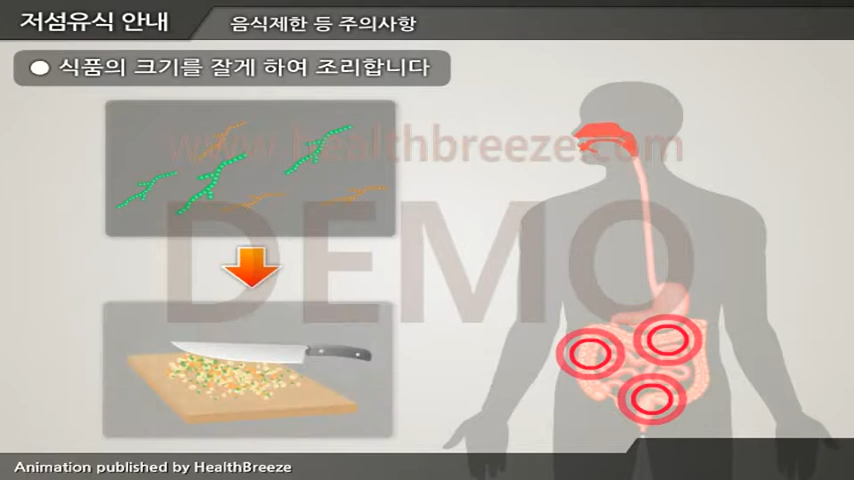 저섬유식 안내
음식제한 등 주의사항
식품의 크기를 잘게 하여 조리합니다
www.healthbreeze.com
DEMO
Animation published by HealthBreeze